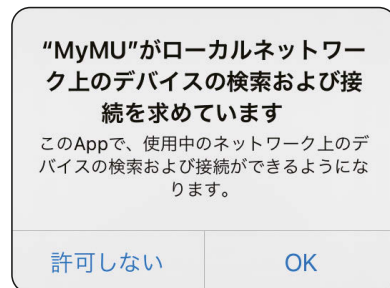 “MyMU”がローカルネットワー
ク上のデバイスの検索および接
続を求めています
このAppで、使用中のネットワーク上のデ
バイスの検索および接続ができるようにな
ります。
許可しない
OK